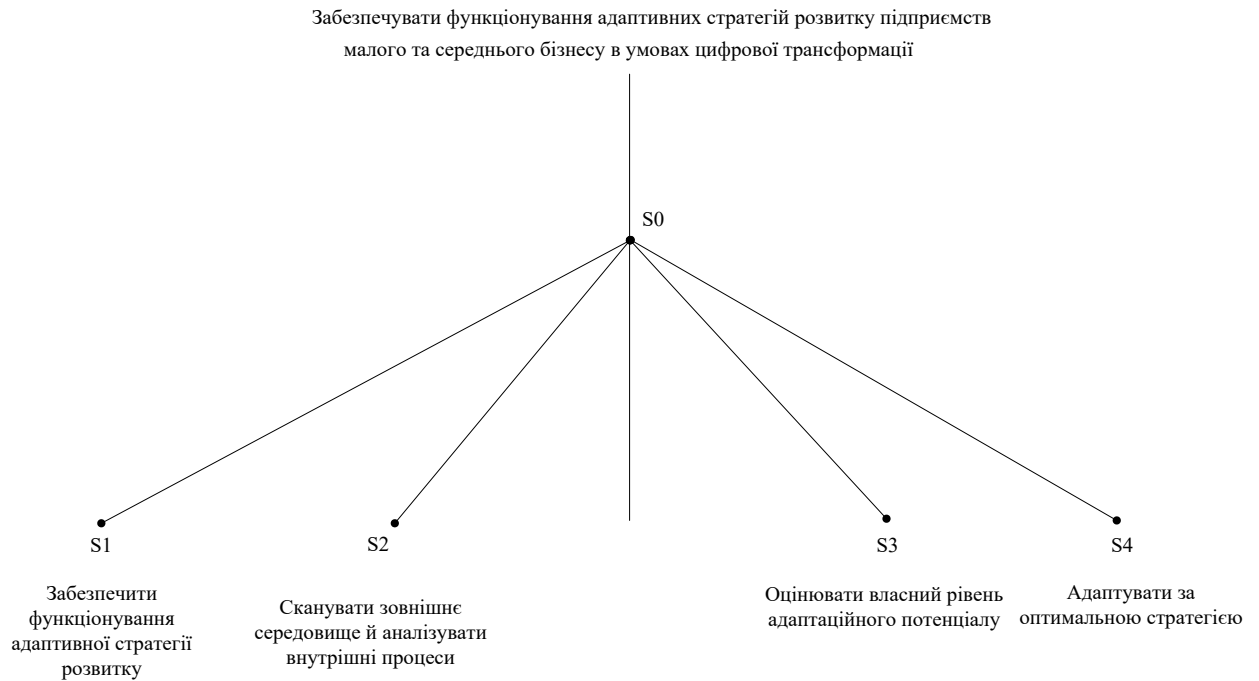 Забезпечувати функціонування адаптивних стратегій розвитку підприємств
малого та середнього бізнесу в умовах цифрової трансформації
S0
S1
S2
S3
S4
Забезпечити
функціонування
адаптивної стратегії
розвитку
Сканувати зовнішнє
середовище й аналізувати
внутрішні процеси
Оцінювати власний рівень
адаптаційного потенціалу
Адаптувати за
оптимальною стратегією